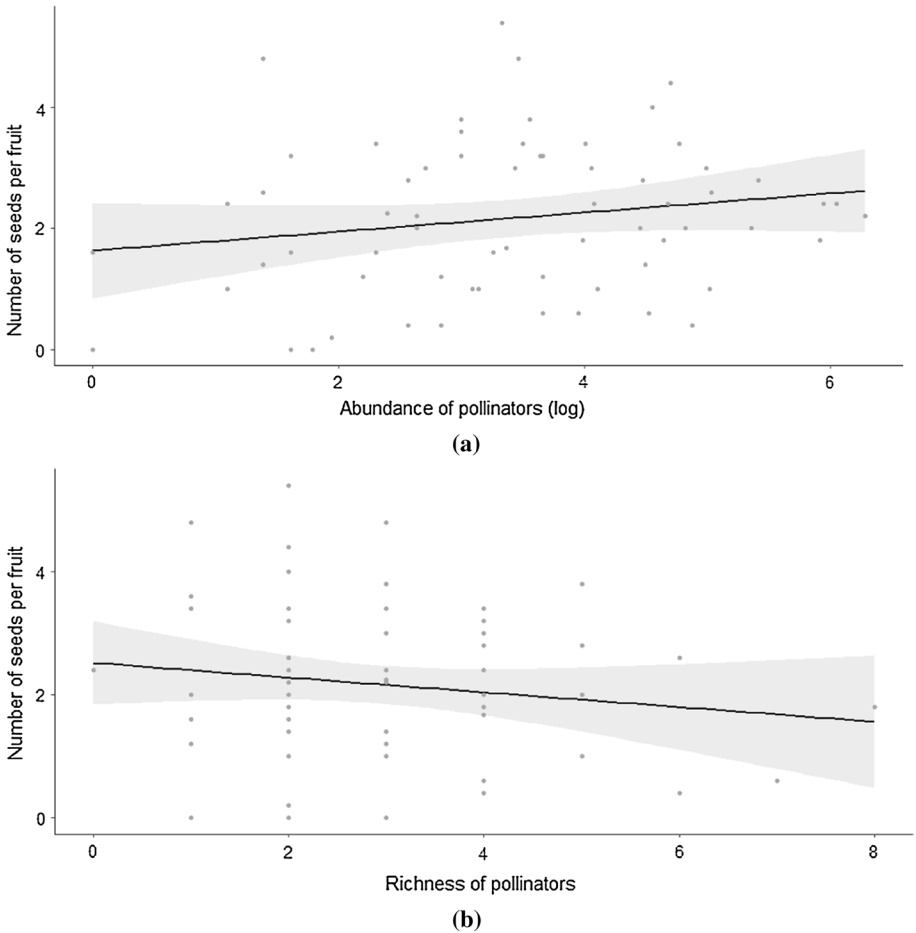 Number of seeds per fruit
4
2
0
0 2 4 6
Abundance of pollinators (log)
(a)
Number of seeds per fruit
4
2
0
0 2 4 6 8
Richness of pollinators
(b)